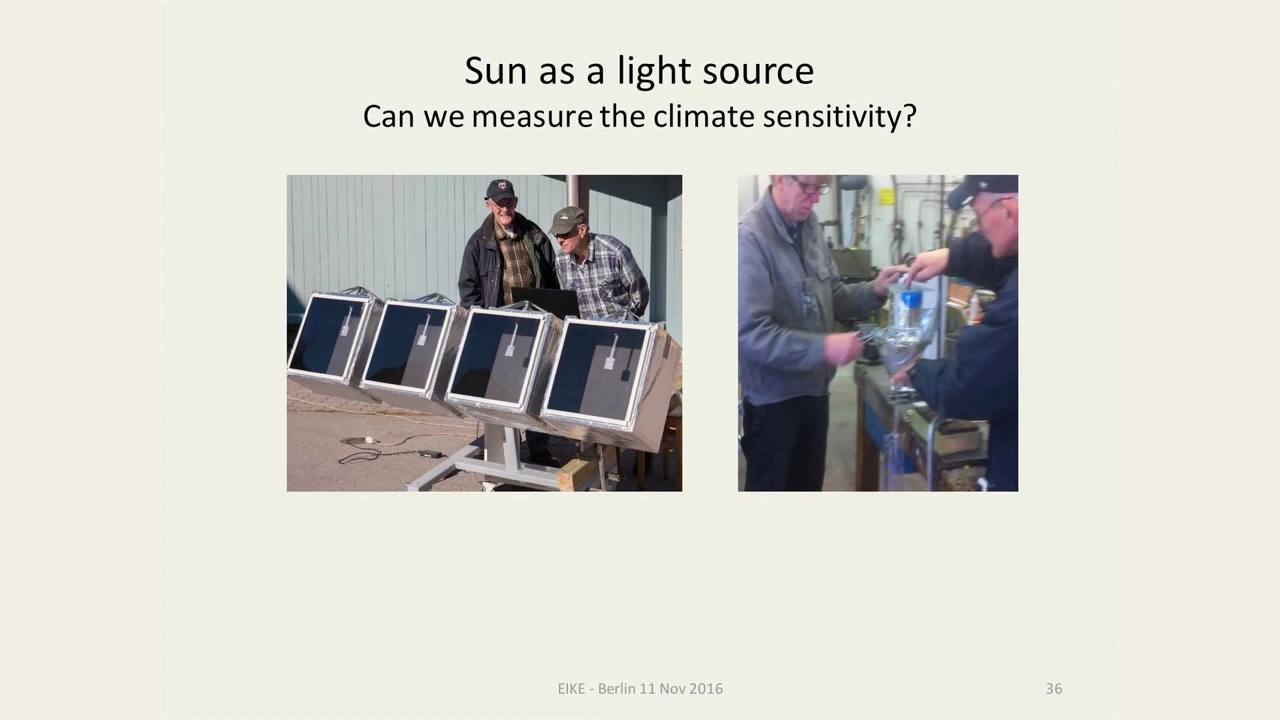 Sun as a light source
Can we measure the climate sensitivity?
EIKE - Berlin 11 Nov 2016
36